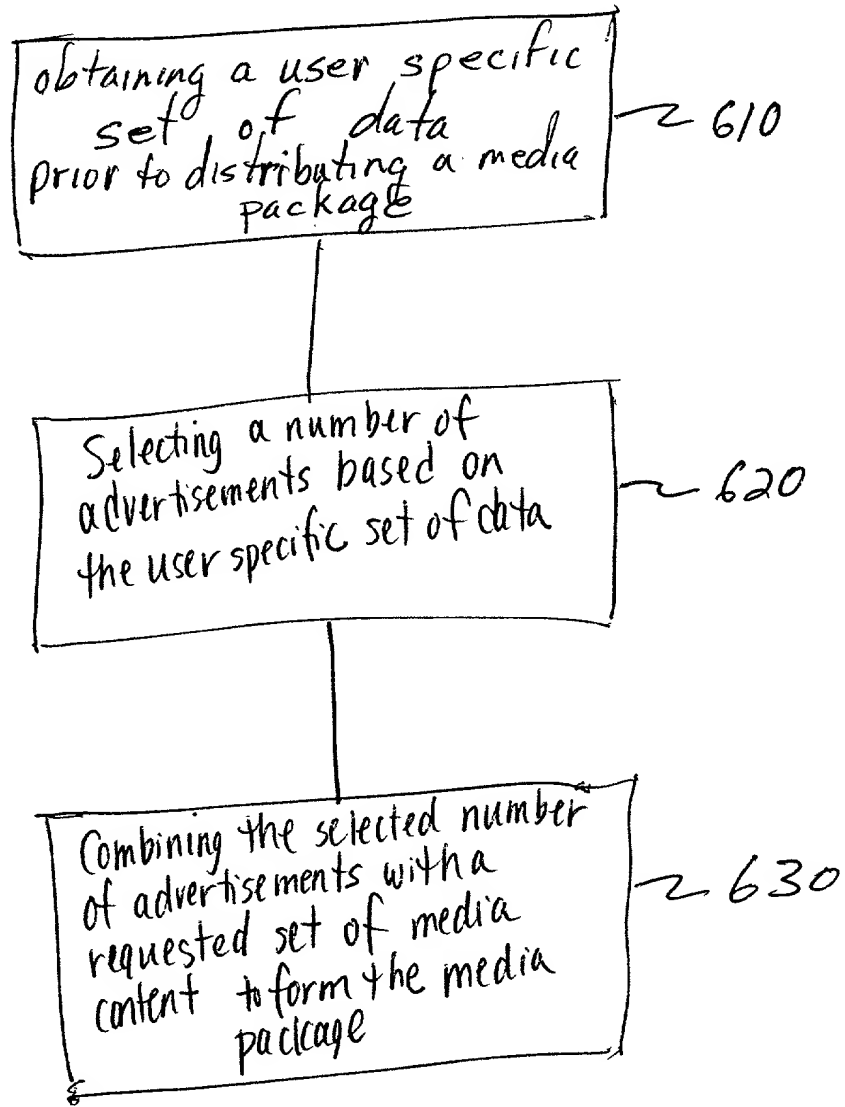 obtaining a user specific
set of data
prior to distributing a media
package
610
Selecting a number of
advertisements based on
the user specific set of data
620
Combining the selected number
of advertisements with a
requested set of media
content to form the media
package
630